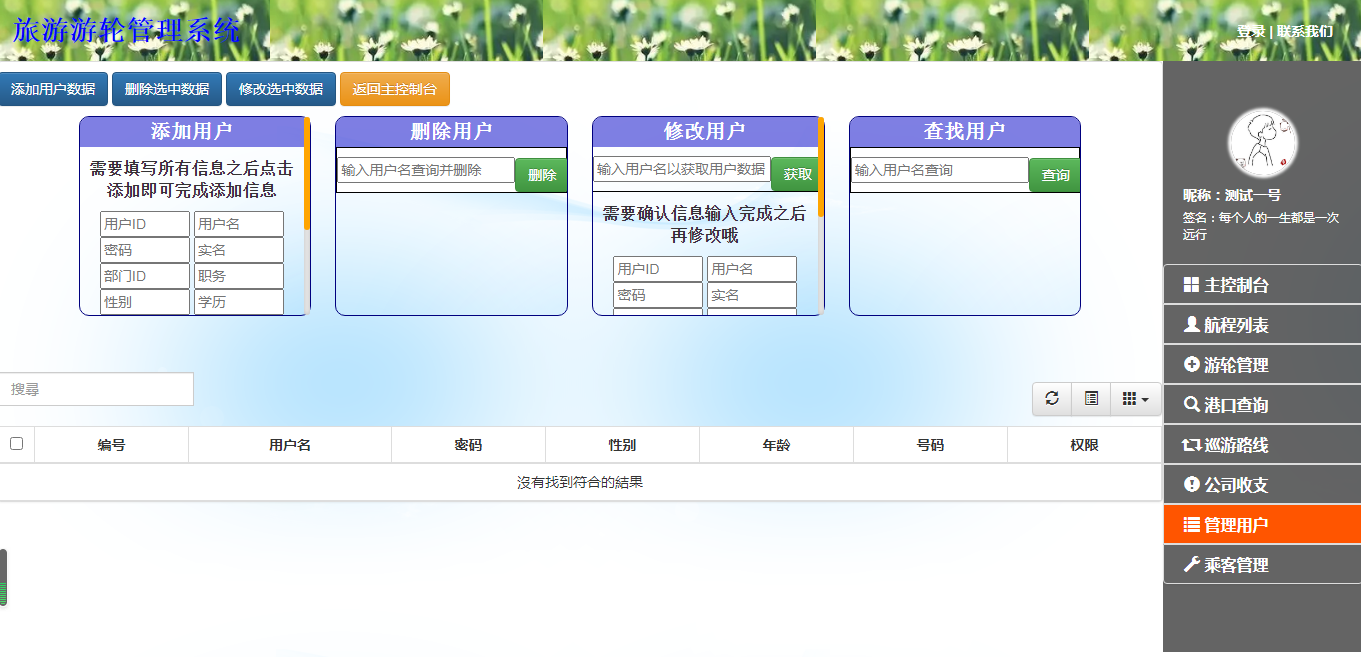 旅游游轮管理系统
登录 | 联系我们
添加用户数据 删除选中数据 修改选中数据 返回主控制台
添加用户
需要填写所有信息之后点击
添加即可完成添加信息
用户ID 用户名
密码 实名
部门ID 职务
性别 学历
删除用户
输入用户名查询并删除 删除
修改用户
输入用户名以获取用户数据 获取
需要确认信息输入完成之后
再修改哦
用户ID 用户名
密码 实名
查找用户
输入用户名查询 查询
搜尋
编号 用户名 密码 性别 年龄 号码 权限
沒有找到符合的結果
昵称：测试一号
签名：每个人的一生都是一次
远行
主控制台
航程列表
游轮管理
港口查询
巡游路线
公司收支
管理用户
乘客管理